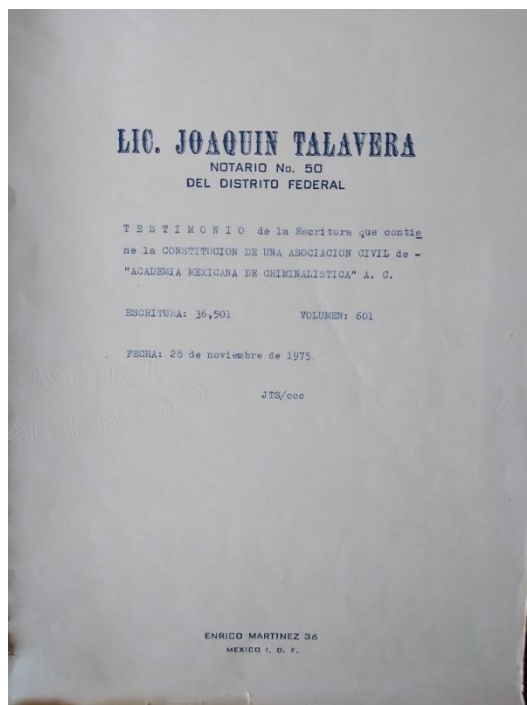 LIC. JOAQUIN TALAVERA
NOTARIO No. 50
DEL DISTRITO FEDERAL
T E S T I M O N I O de la Escritura que contie
ne la CONSTITUCION DE UNA ASOCIACION CIVIL de -
"ACADEMIA MEXICANA DE CRIMINALISTICA" A. C.
ESCRITURA: 36,501 VOLUMEN: 601
FECHA: 28 de noviembre de 1975
JTS/ccc
ENRICO MARTINEZ 36
MEXICO 1, D. F.